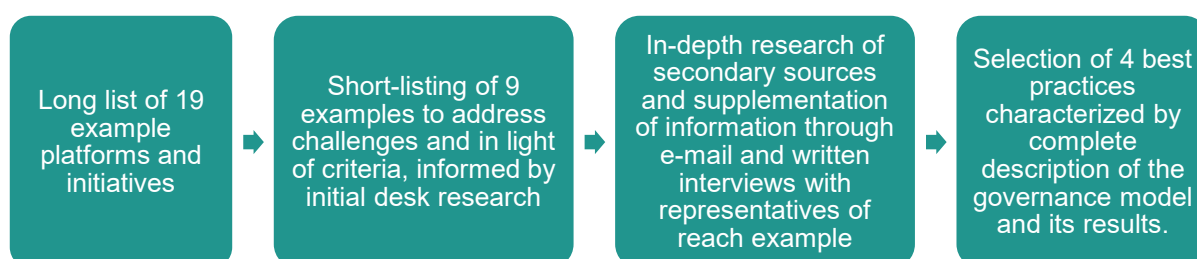 Long list of 19
example
platforms and
initiatives
Short-listing of 9
examples to address
challenges and in light
of criteria, informed by
initial desk research
In-depth research of
secondary sources
and supplementation
of information through
e-mail and written
interviews with
representatives of
reach example
Selection of 4 best
practices
characterized by
complete
description of the
governance model
and its results.